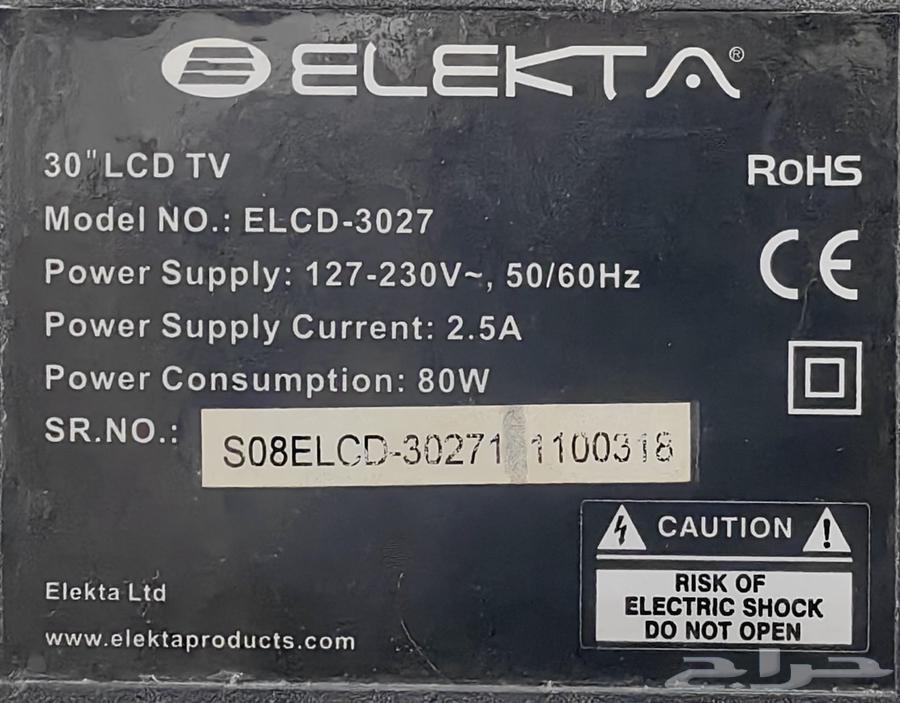 ELEKTA®
30" LCD TV
RoHS
Model NO.: ELCD-3027
CE
Power Supply: 127-230V~, 50/60Hz
Power Supply Current: 2.5A
Power Consumption: 80W
SR.NO.: S08ELCD-30271 1100318
CAUTION
RISK OF
ELECTRIC SHOCK
DO NOT OPEN
Elekta Ltd
www.elektaproducts.com
حراج